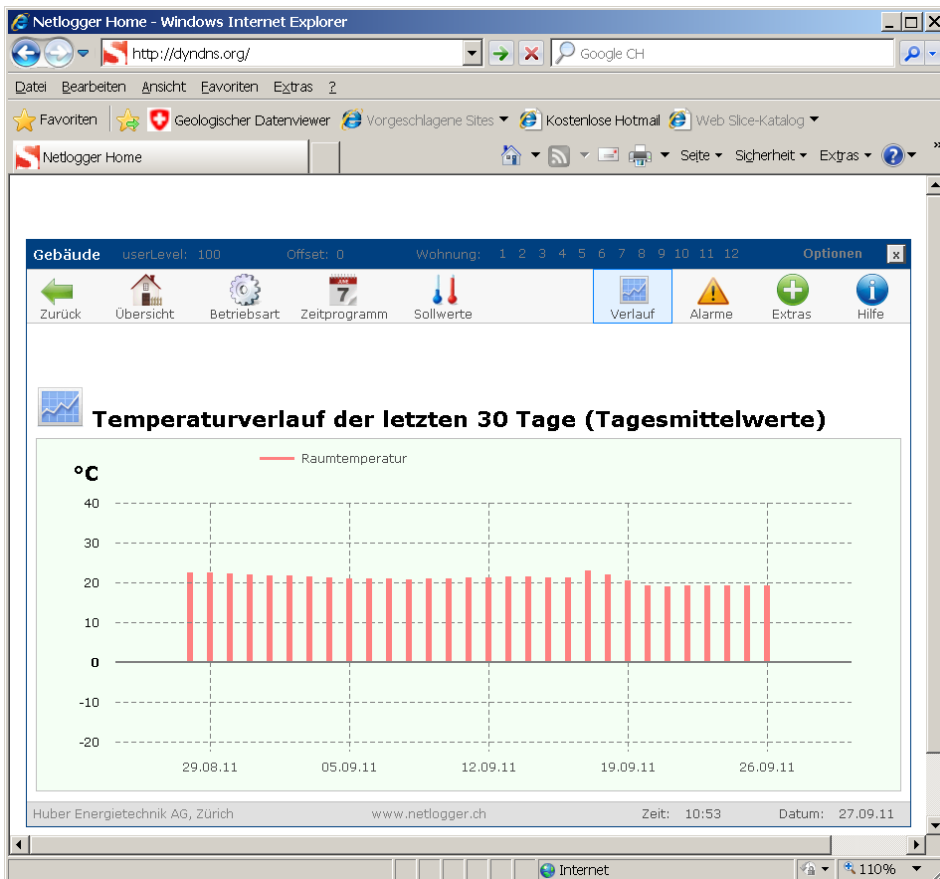 Netlogger Home - Windows Internet Explorer
http://dyndns.org/
Google CH
Datei Bearbeiten Ansicht Favoriten Extras ?
Favoriten Geologischer Datenviewer Vorgeschlagene Sites Kostenlose Hotmail Web Slice-Katalog
Netlogger Home Seite Sicherheit Extras »
Gebäude userLevel: 100 Offset: 0 Wohnung: 1 2 3 4 5 6 7 8 9 10 11 12 Optionen x
Zurück Übersicht Betriebsart Zeitprogramm Sollwerte Verlauf Alarme Extras Hilfe
JUNE
7
Temperaturverlauf der letzten 30 Tage (Tagesmittelwerte)
Raumtemperatur
°C
40
30
20
10
0
-10
-20
29.08.11 05.09.11 12.09.11 19.09.11 26.09.11
Huber Energietechnik AG, Zürich www.netlogger.ch Zeit: 10:53 Datum: 27.09.11
Internet 110%